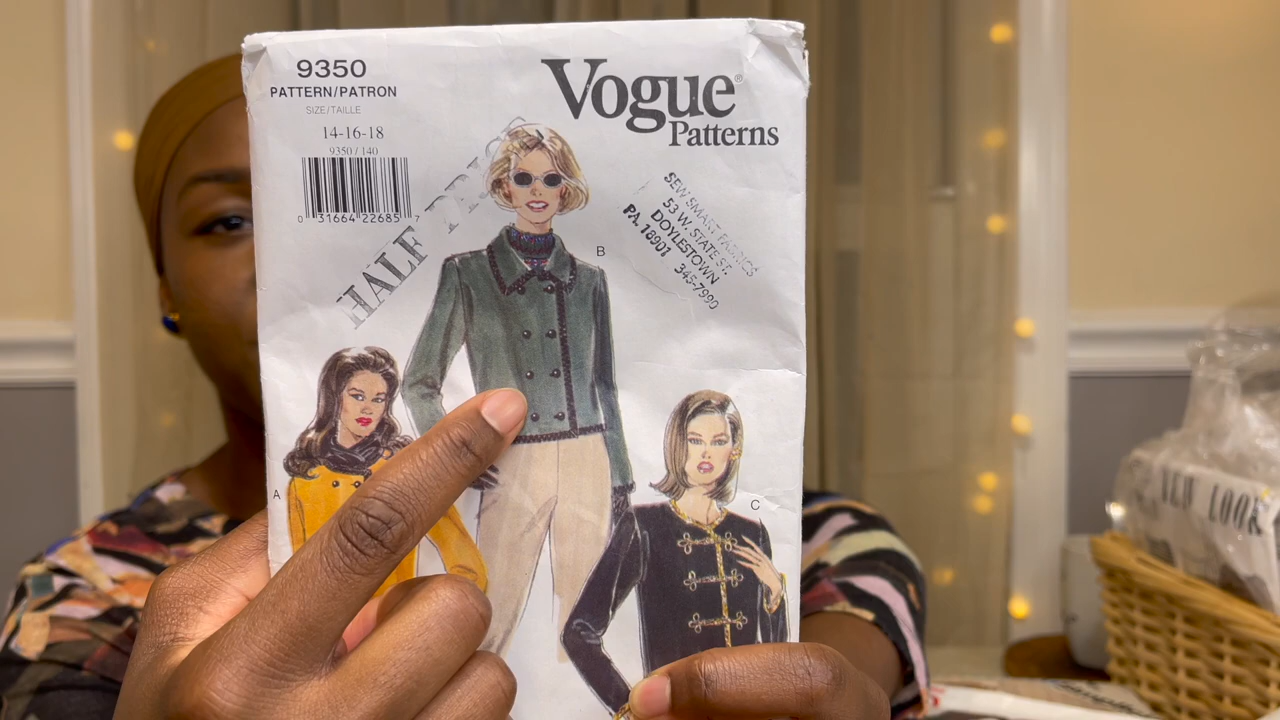 9350
PATTERN/PATRON
SIZE/TAILLE
14-16-18
9350 / 140
0 31664 22685 7
Vogue®
Patterns
HALF PRICE
SEW SMART FABRICS
53 W. STATE ST.
DOYLESTOWN
PA. 18901 345-7990
B
A
C
NEW LOOK